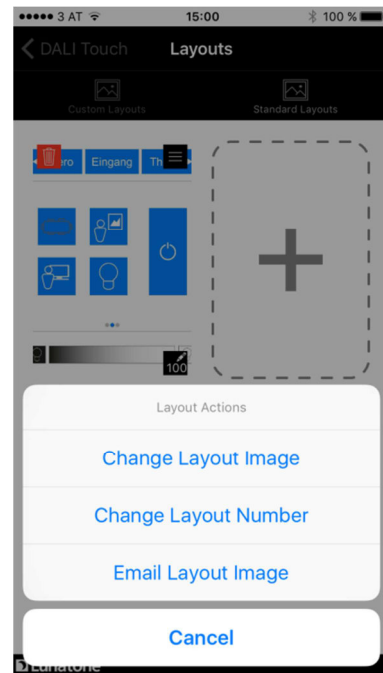 3 AT 15:00 100 %
DALI Touch Layouts
Custom Layouts Standard Layouts
Eingang
100
Layout Actions
Change Layout Image
Change Layout Number
Email Layout Image
Cancel
Lunatone